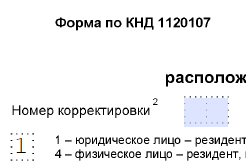 Форма по КНД 1120107
располож
Номер корректировки 2
1 1 – юридическое лицо – резидент
4 – физическое лицо – резидент,